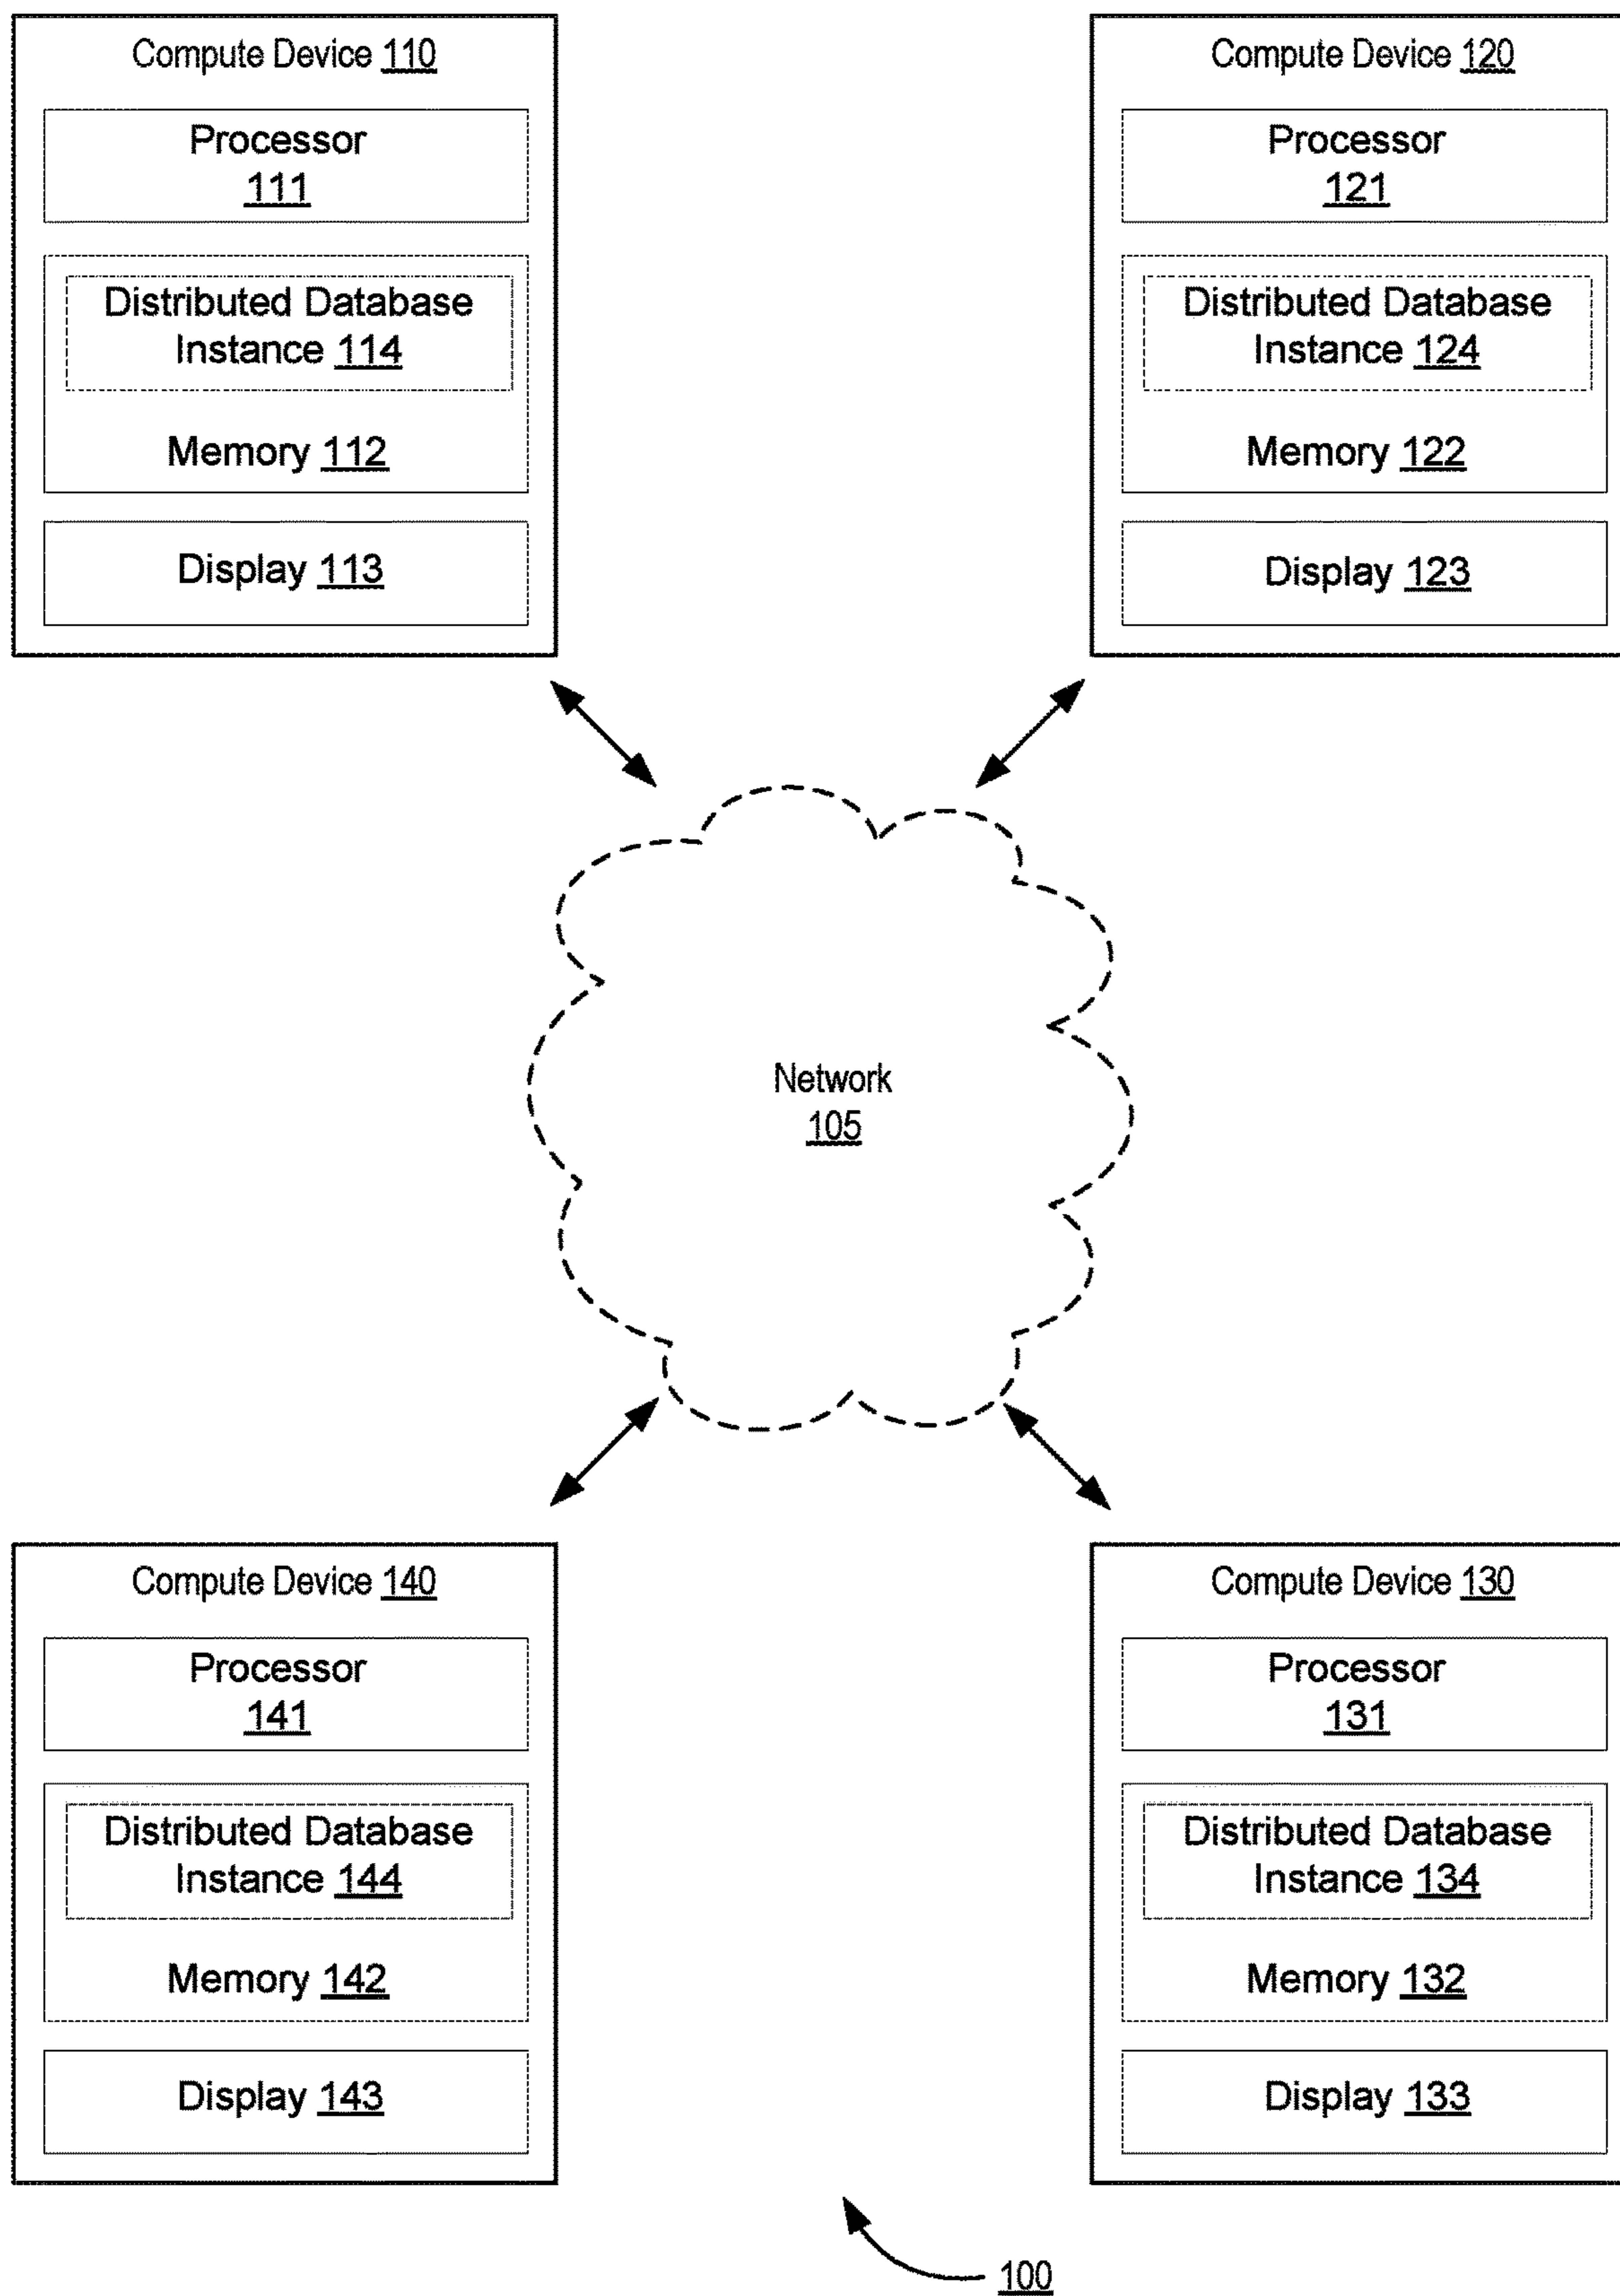 Compute Device 110
Processor
111
Distributed Database
Instance 114
Memory 112
Display 113
Compute Device 120
Processor
121
Distributed Database
Instance 124
Memory 122
Display 123
Network
105
Compute Device 140
Processor
141
Distributed Database
Instance 144
Memory 142
Display 143
Compute Device 130
Processor
131
Distributed Database
Instance 134
Memory 132
Display 133
100